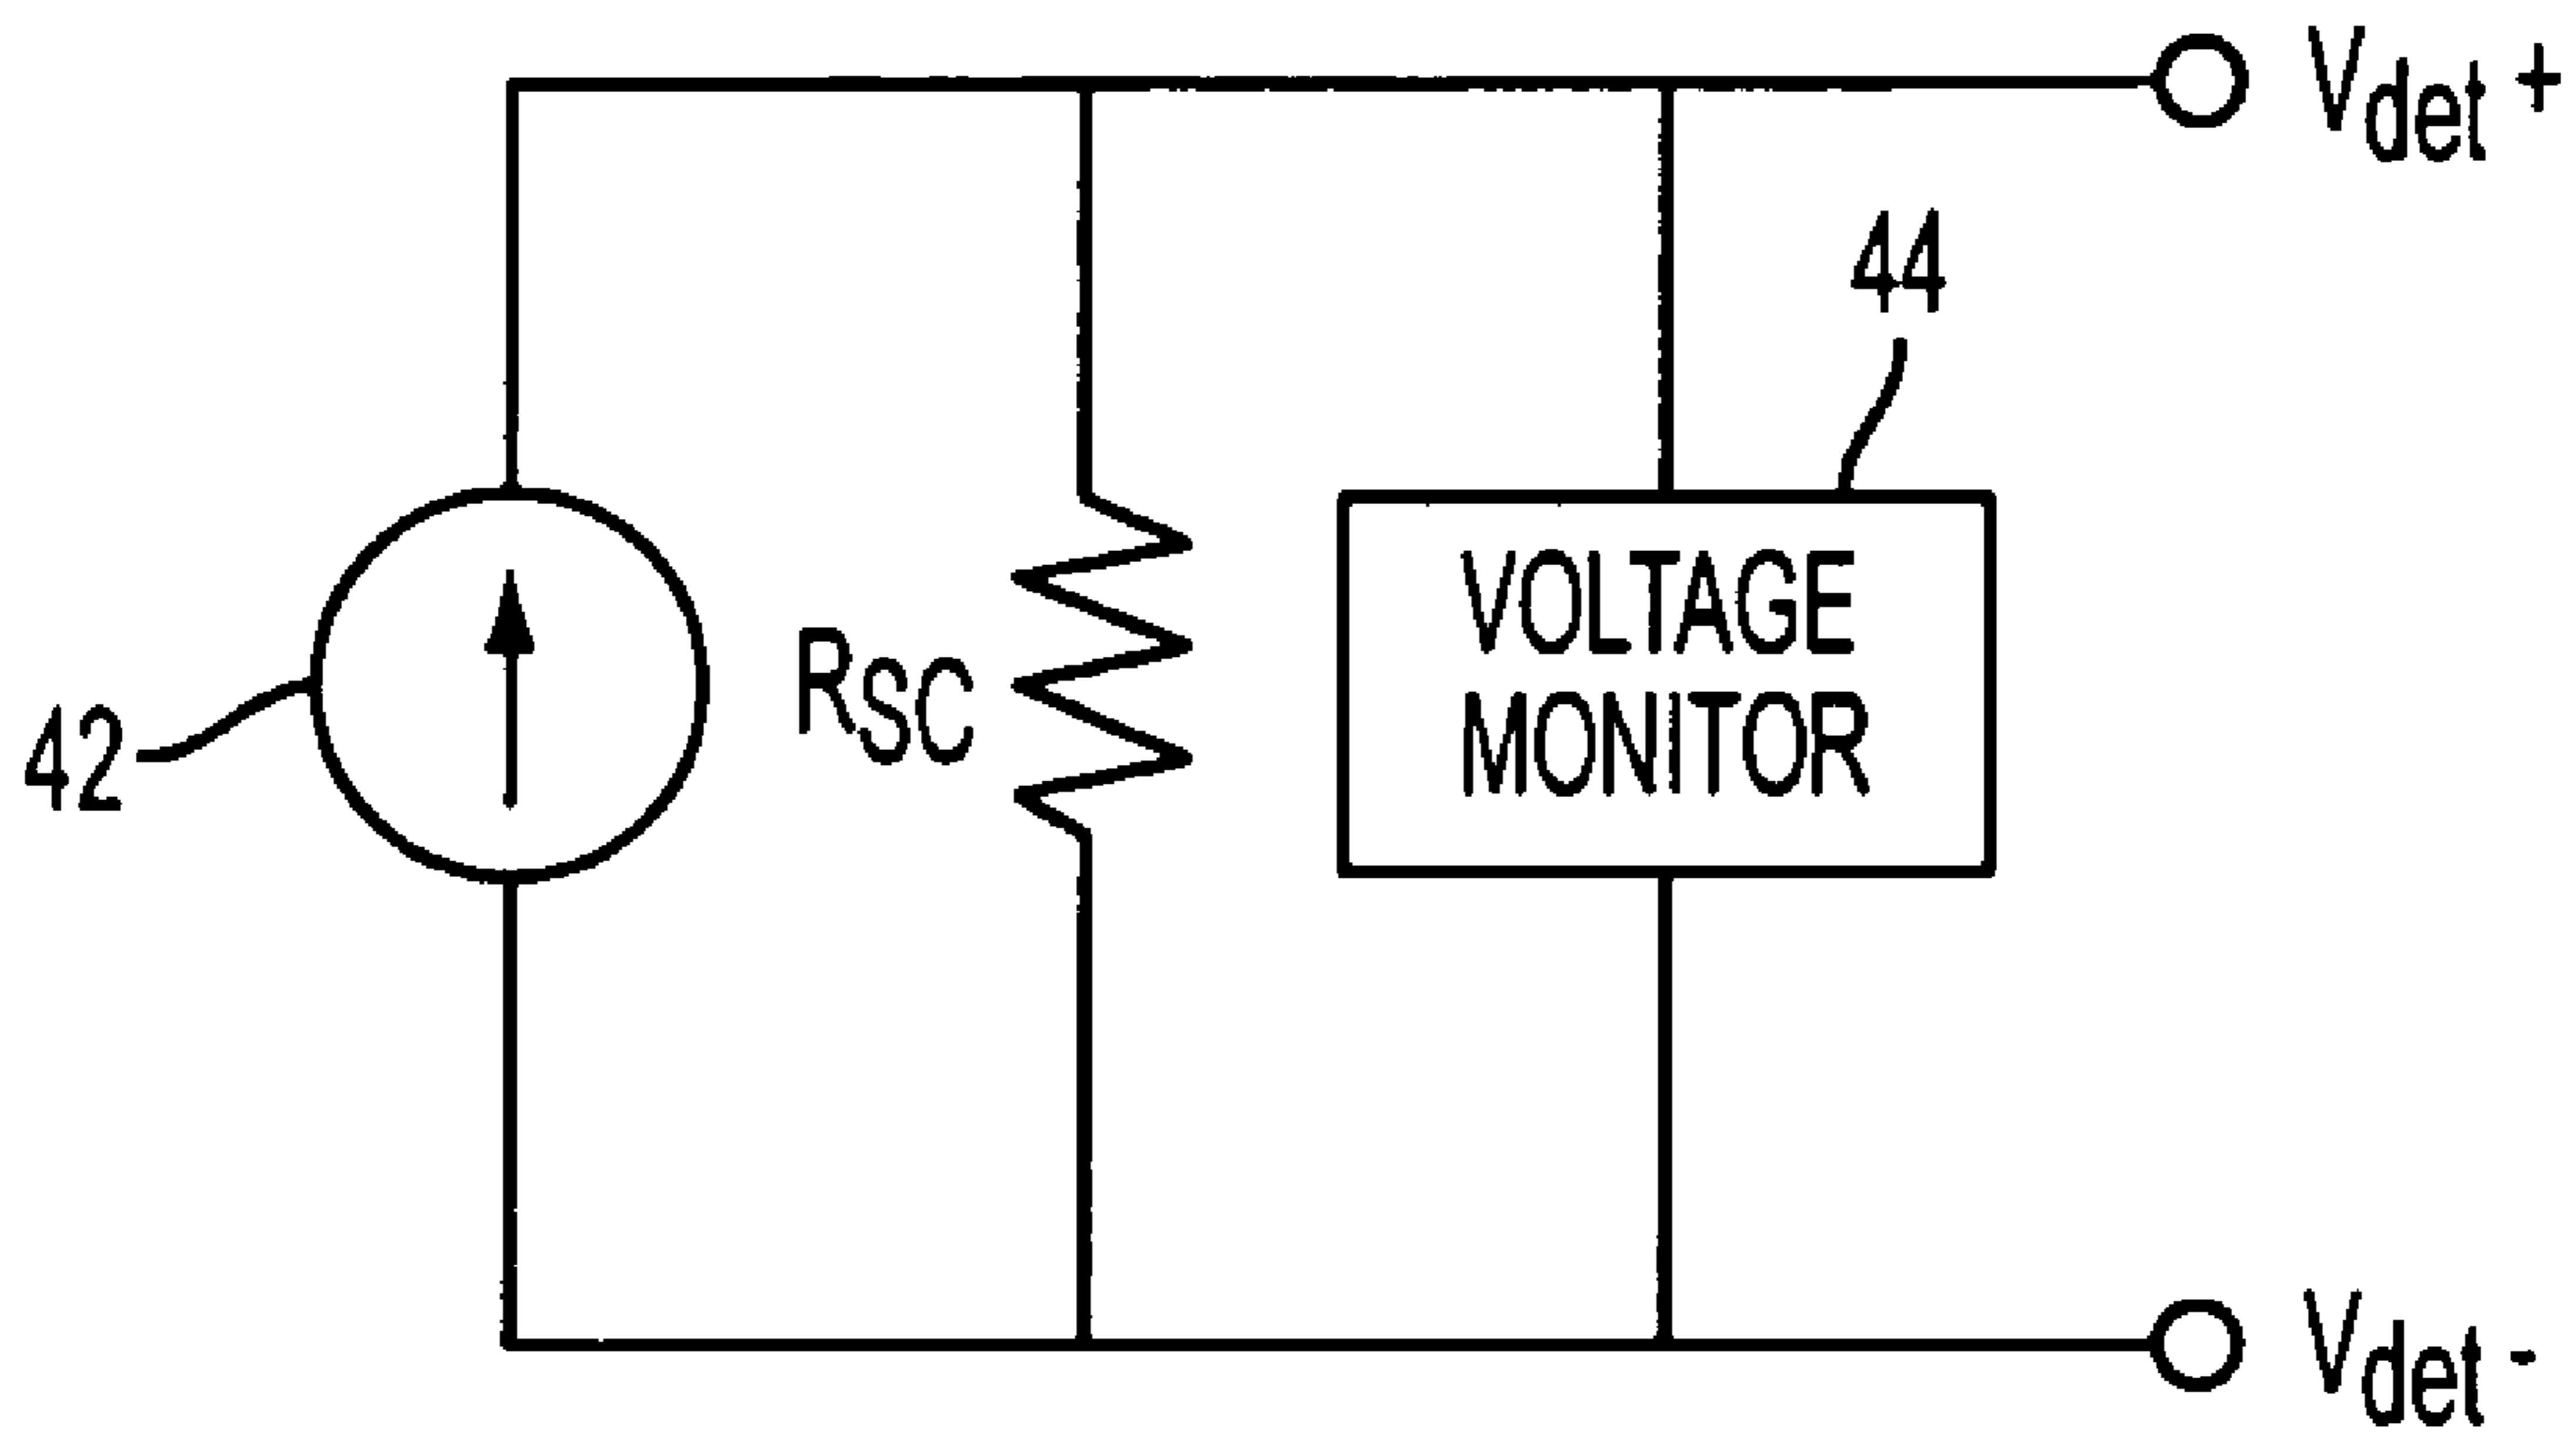 Vdet +
44
VOLTAGE
MONITOR
RSC
42
Vdet -